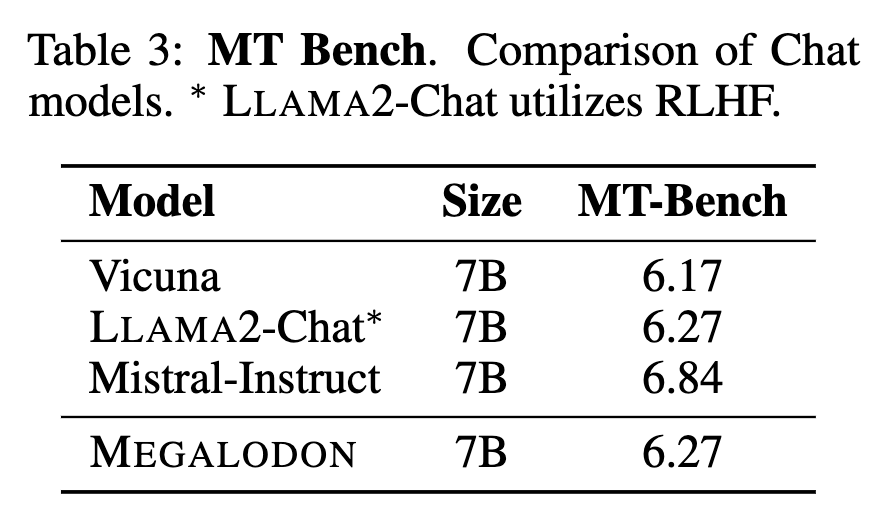 Table 3: MT Bench. Comparison of Chat
models. * LLAMA2-Chat utilizes RLHF.
Model Size MT-Bench
Vicuna 7B 6.17
LLAMA2-Chat* 7B 6.27
Mistral-Instruct 7B 6.84
MEGALODON 7B 6.27